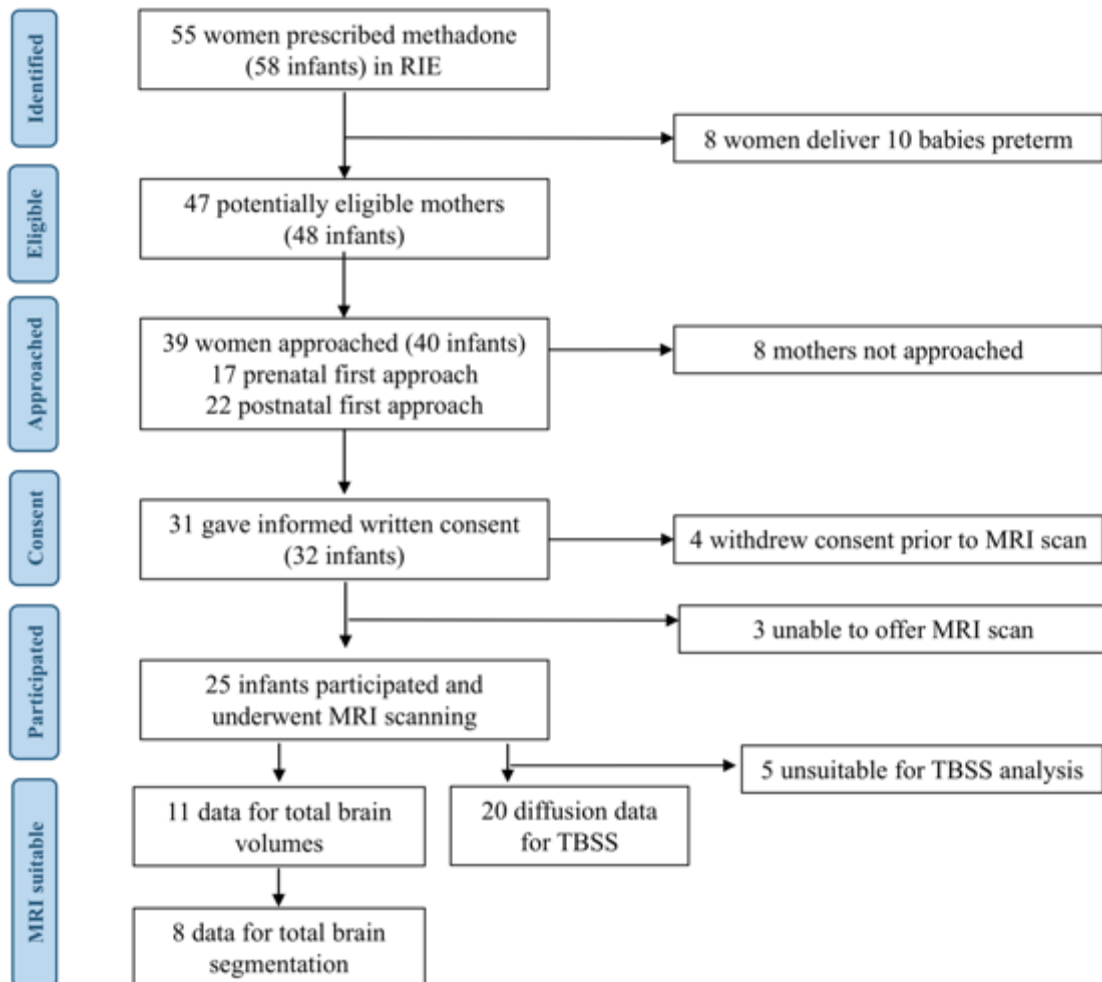 Identified
55 women prescribed methadone
(58 infants) in RIE
8 women deliver 10 babies preterm
Eligible
47 potentially eligible mothers
(48 infants)
Approached
39 women approached (40 infants)
17 prenatal first approach
22 postnatal first approach
8 mothers not approached
Consent
31 gave informed written consent
(32 infants)
4 withdrew consent prior to MRI scan
Participated
3 unable to offer MRI scan
25 infants participated and
underwent MRI scanning
5 unsuitable for TBSS analysis
MRI suitable
11 data for total brain
volumes
20 diffusion data
for TBSS
8 data for total brain
segmentation